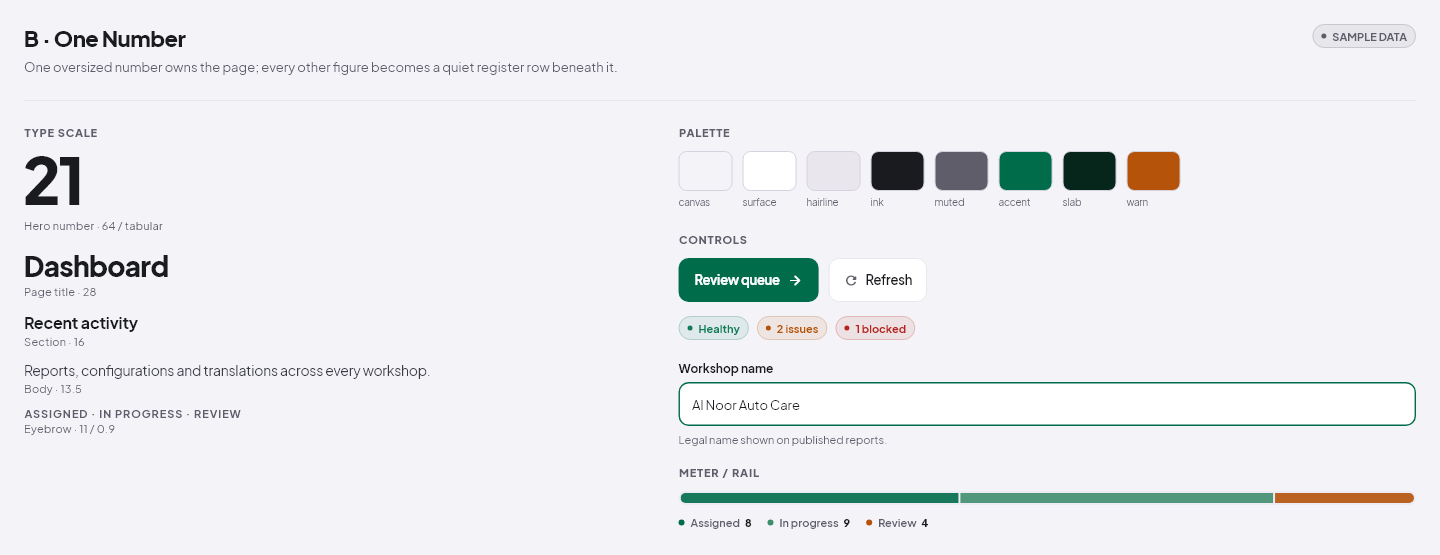 B · One Number
SAMPLE DATA
One oversized number owns the page; every other figure becomes a quiet register row beneath it.
TYPE SCALE
21
Hero number · 64 / tabular
Dashboard
Page title · 28
Recent activity
Section · 16
Reports, configurations and translations across every workshop.
Body · 13.5
ASSIGNED · IN PROGRESS · REVIEW
Eyebrow · 11 / 0.9
PALETTE
canvas surface hairline ink muted accent slab warn
CONTROLS
Review queue → Refresh
Healthy 2 issues 1 blocked
Workshop name
Al Noor Auto Care
Legal name shown on published reports.
METER / RAIL
Assigned 8 In progress 9 Review 4